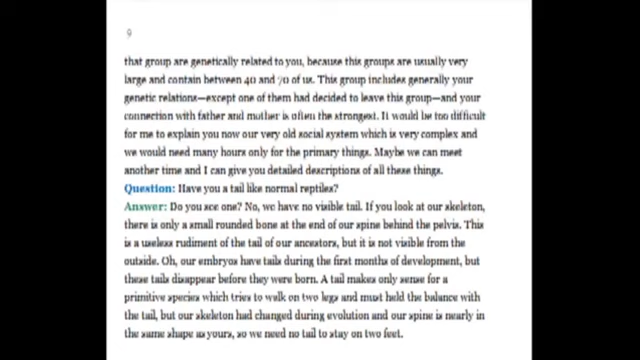 9
that group are genetically related to you, because this groups are usually very
large and contain between 40 and 70 of us. This group includes generally your
genetic relations—except one of them had decided to leave this group—and your
connection with father and mother is often the strongest. It would be too difficult
for me to explain you now our very old social system which is very complex and
we would need many hours only for the primary things. Maybe we can meet
another time and I can give you detailed descriptions of all these things.
Question: Have you a tail like normal reptiles?
Answer: Do you see one? No, we have no visible tail. If you look at our skeleton,
there is only a small rounded bone at the end of our spine behind the pelvis. This
is a useless rudiment of the tail of our ancestors, but it is not visible from the
outside. Oh, our embryos have tails during the first months of development, but
these tails disappear before they were born. A tail makes only sense for a
primitive species which tries to walk on two legs and must held the balance with
the tail, but our skeleton had changed during evolution and our spine is nearly in
the same shape as yours, so we need no tail to stay on two feet.